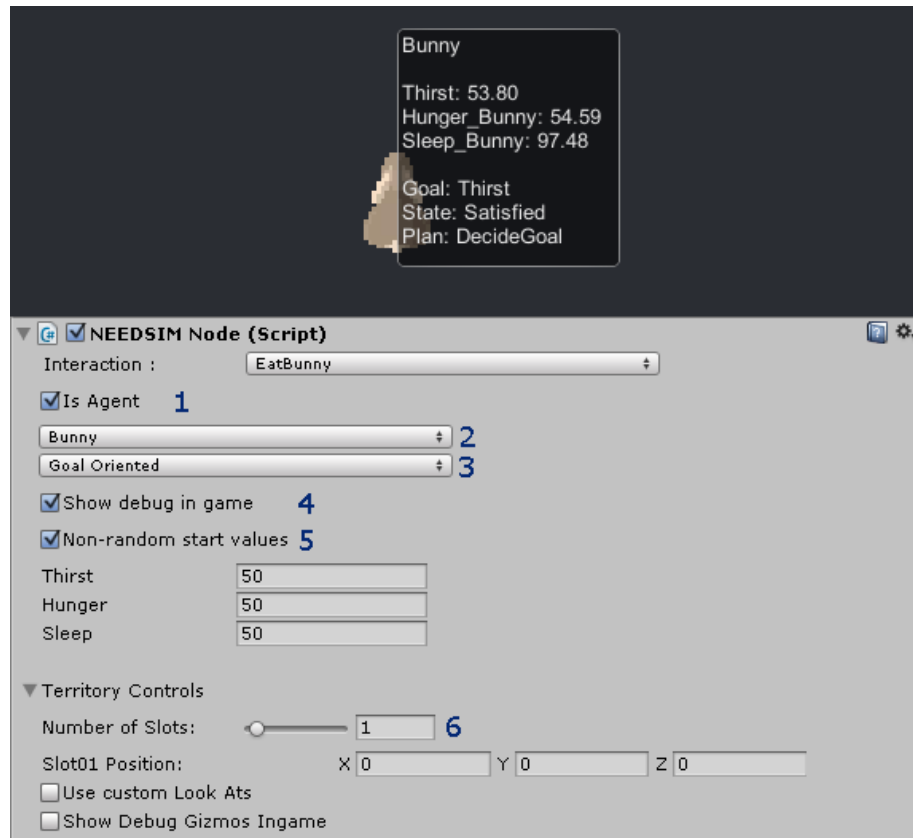 Bunny
Thirst: 53.80
Hunger_Bunny: 54.59
Sleep_Bunny: 97.48
Goal: Thirst
State: Satisfied
Plan: DecideGoal
NEEDSIM Node (Script)
Interaction : EatBunny
Is Agent 1
Bunny 2
Goal Oriented 3
Show debug in game 4
Non-random start values 5
Thirst 50
Hunger 50
Sleep 50
Territory Controls
Number of Slots: 1 6
Slot01 Position: X 0 Y 0 Z 0
Use custom Look Ats
Show Debug Gizmos Ingame